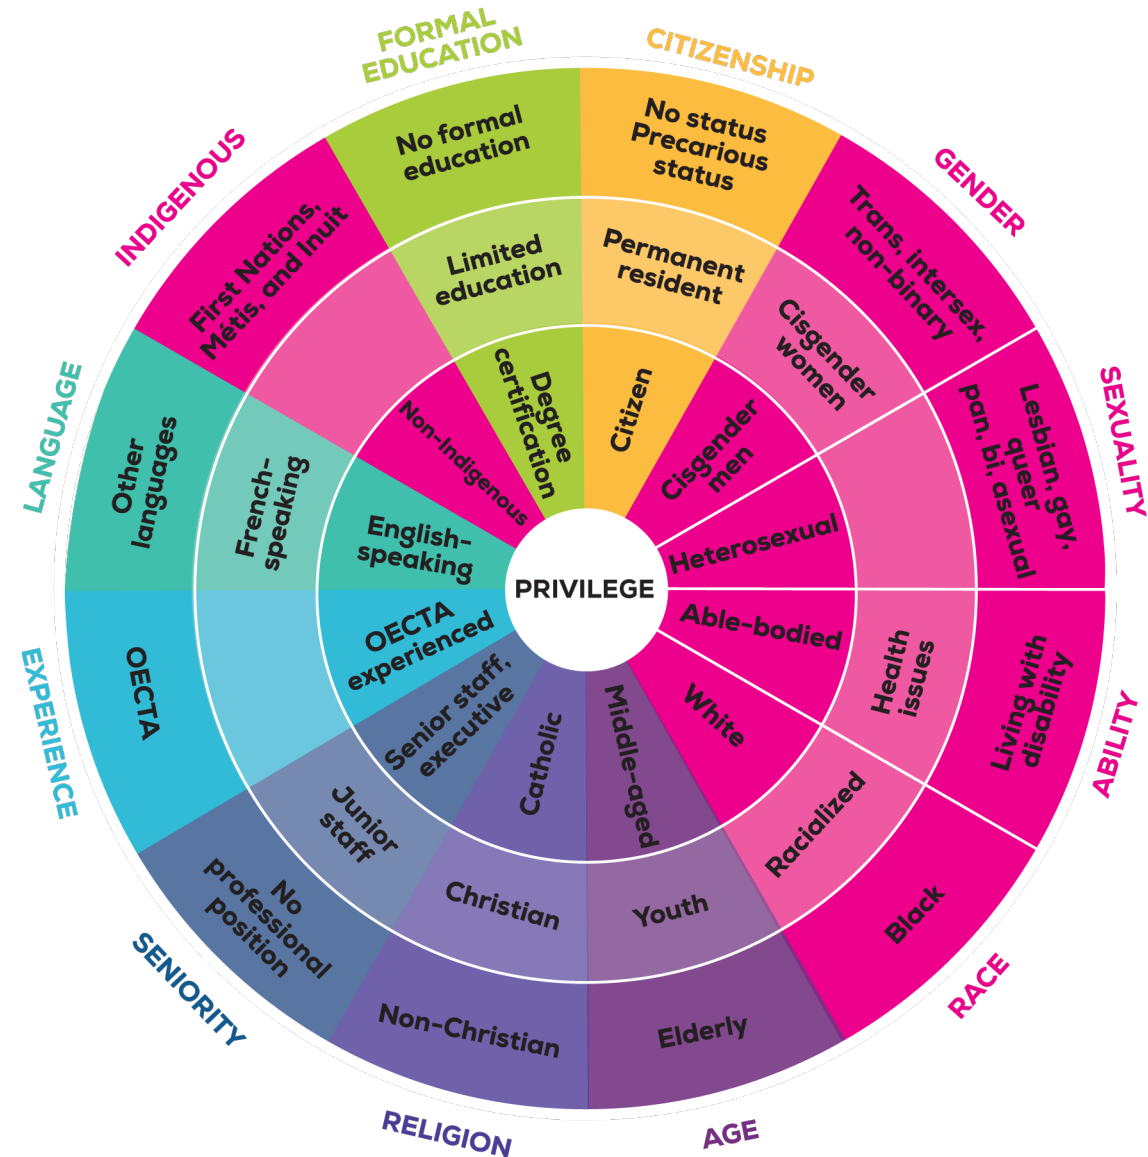 FORMAL
EDUCATION
No formal
education
Limited
education
Degree
certification
CITIZENSHIP
No status
Precarious
status
Permanent
resident
Citizen
GENDER
Trans, intersex,
non-binary
Cisgender
women
Cisgender
men
SEXUALITY
Lesbian, gay,
queer
pan, bi, asexual
Heterosexual
ABILITY
Living with
disability
Health
issues
Able-bodied
RACE
Black
Racialized
White
AGE
Elderly
Youth
Middle-aged
RELIGION
Non-Christian
Christian
Catholic
SENIORITY
No
professional
position
Junior
staff
Senior staff,
executive
EXPERIENCE
OECTA
OECTA
experienced
LANGUAGE
Other
languages
French-
speaking
English-
speaking
INDIGENOUS
First Nations,
Métis, and Inuit
Non-Indigenous
PRIVILEGE